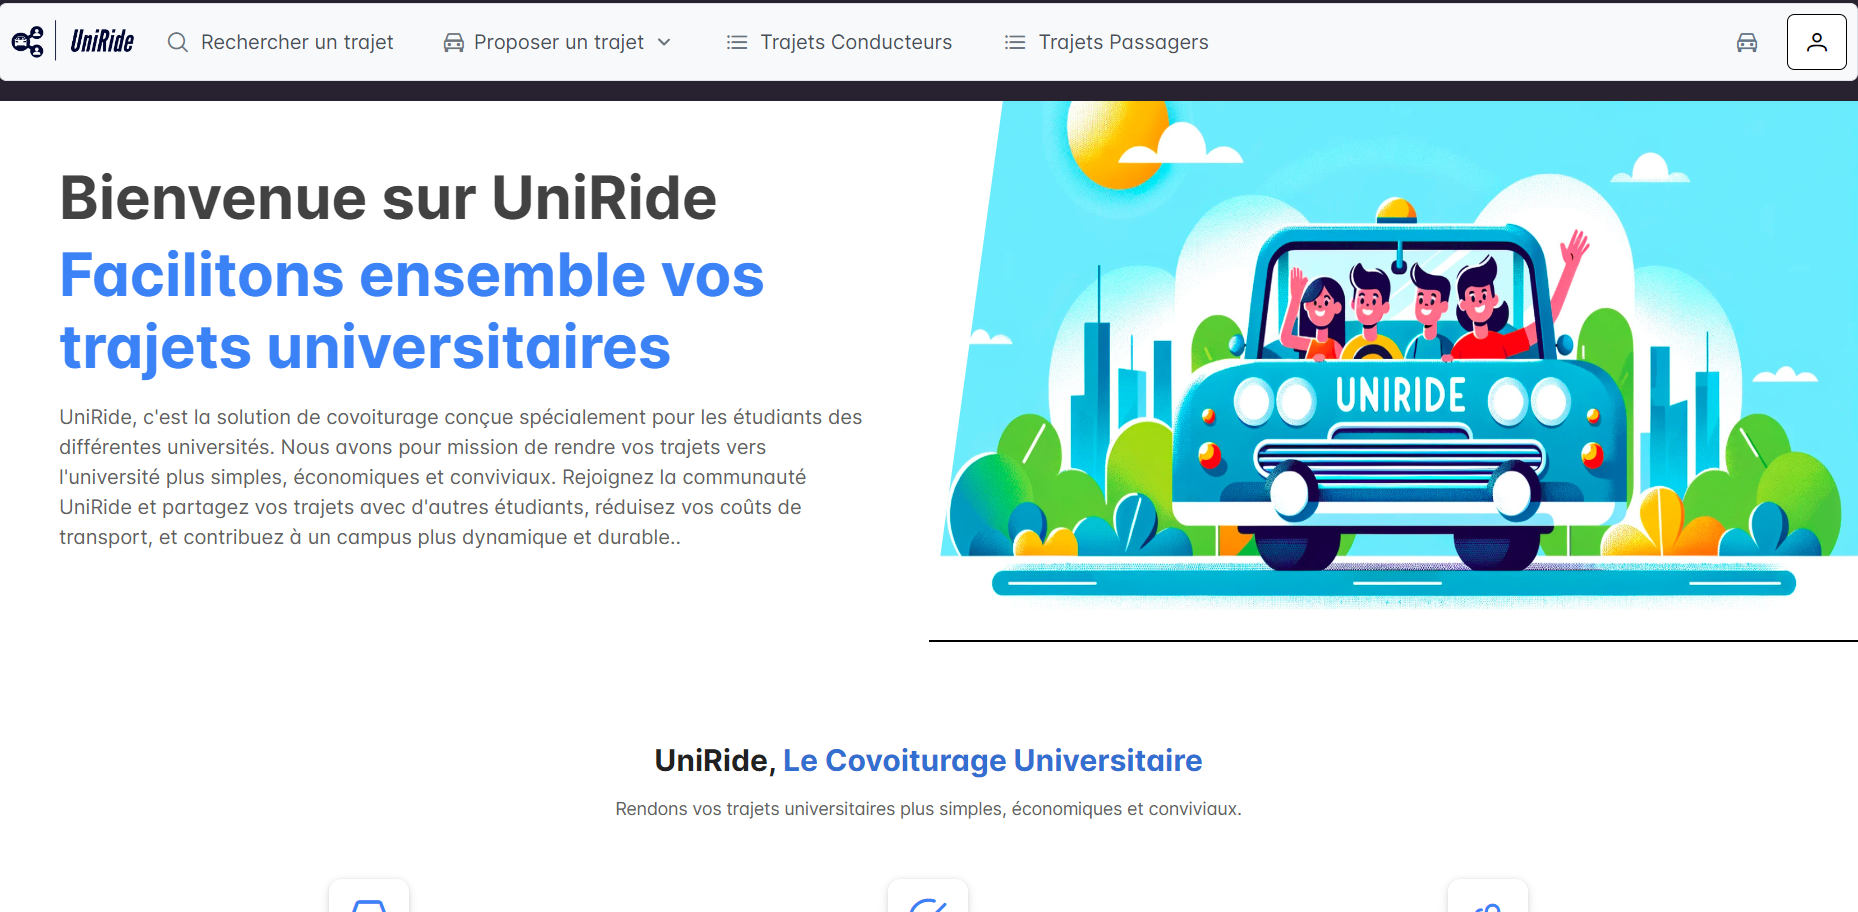 UniRide
Rechercher un trajet
Proposer un trajet
Trajets Conducteurs
Trajets Passagers
Bienvenue sur UniRide
Facilitons ensemble vos
trajets universitaires
UniRide, c'est la solution de covoiturage conçue spécialement pour les étudiants des
différentes universités. Nous avons pour mission de rendre vos trajets vers
l'université plus simples, économiques et conviviaux. Rejoignez la communauté
UniRide et partagez vos trajets avec d'autres étudiants, réduisez vos coûts de
transport, et contribuez à un campus plus dynamique et durable..
UNIRIDE
UniRide, Le Covoiturage Universitaire
Rendons vos trajets universitaires plus simples, économiques et conviviaux.